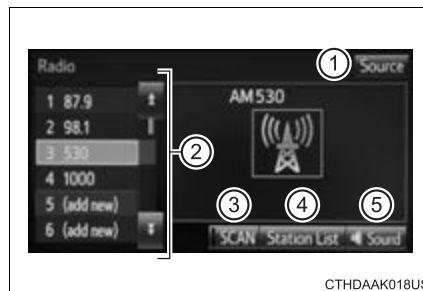 Radio
1
Source
1 87.9
AM530
2 98.1
3 530
2
4 1000
3
4
5
5 (add new)
6 (add new)
SCAN
Station List
Sound
CTHDAAK018US